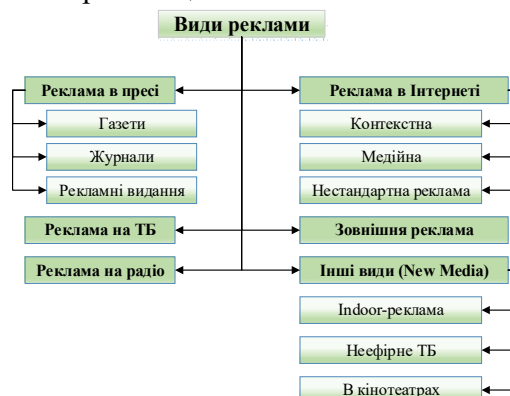 Види реклами
Реклама в пресі
Газети
Журнали
Рекламні видання
Реклама на ТБ
Реклама на радіо
Реклама в Інтернеті
Контекстна
Медійна
Нестандартна реклама
Зовнішня реклама
Інші види (New Media)
Indoor-реклама
Неефірне ТБ
В кінотеатрах